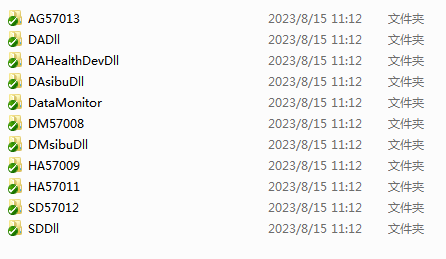 AG57013 2023/8/15 11:12 文件夹
DADll 2023/8/15 11:12 文件夹
DAHealthDevDll 2023/8/15 11:12 文件夹
DAsibuDll 2023/8/15 11:12 文件夹
DataMonitor 2023/8/15 11:12 文件夹
DM57008 2023/8/15 11:12 文件夹
DMsibuDll 2023/8/15 11:12 文件夹
HA57009 2023/8/15 11:12 文件夹
HA57011 2023/8/15 11:12 文件夹
SD57012 2023/8/15 11:12 文件夹
SDDll 2023/8/15 11:12 文件夹